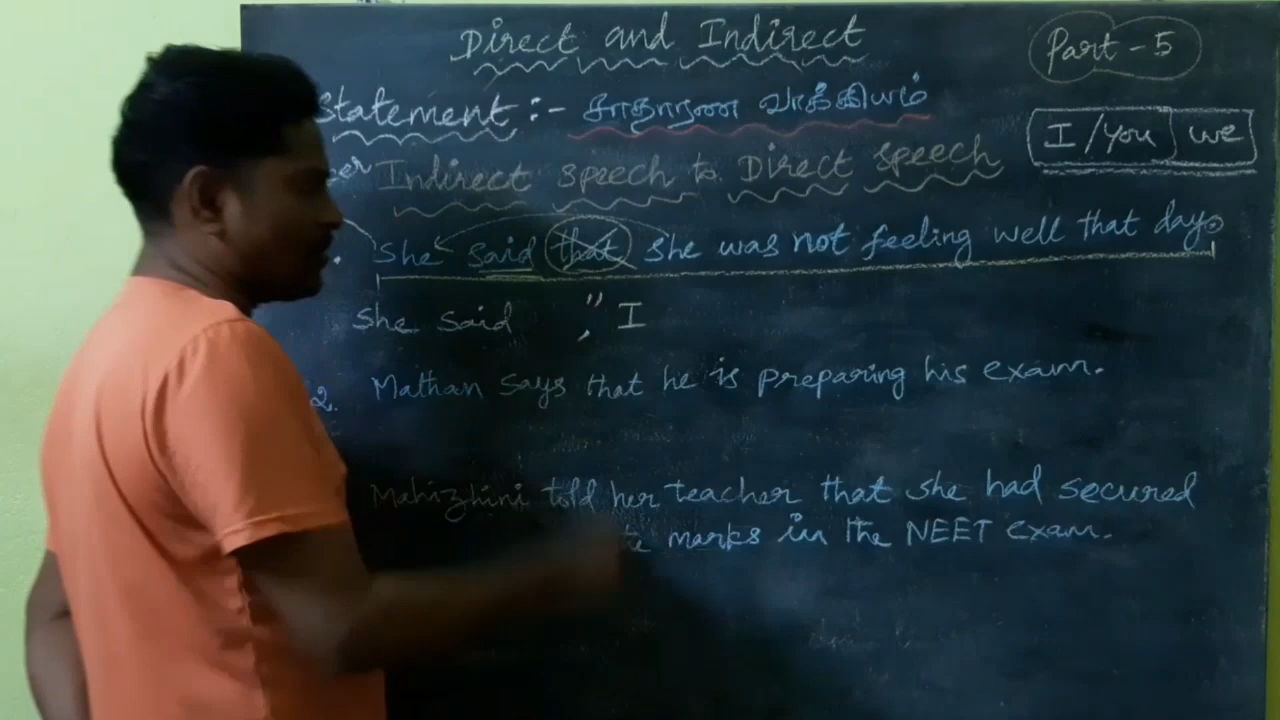 Direct and Indirect
Part - 5
Statement :- சாதாரண வாக்கியம்
I / You we
Indirect speech to Direct speech
She said that she was not feeling well that day.
She said ," I
2. Mathan says that he is preparing his exam.
Mahizhini told her teacher that she had secured
marks in the NEET exam.